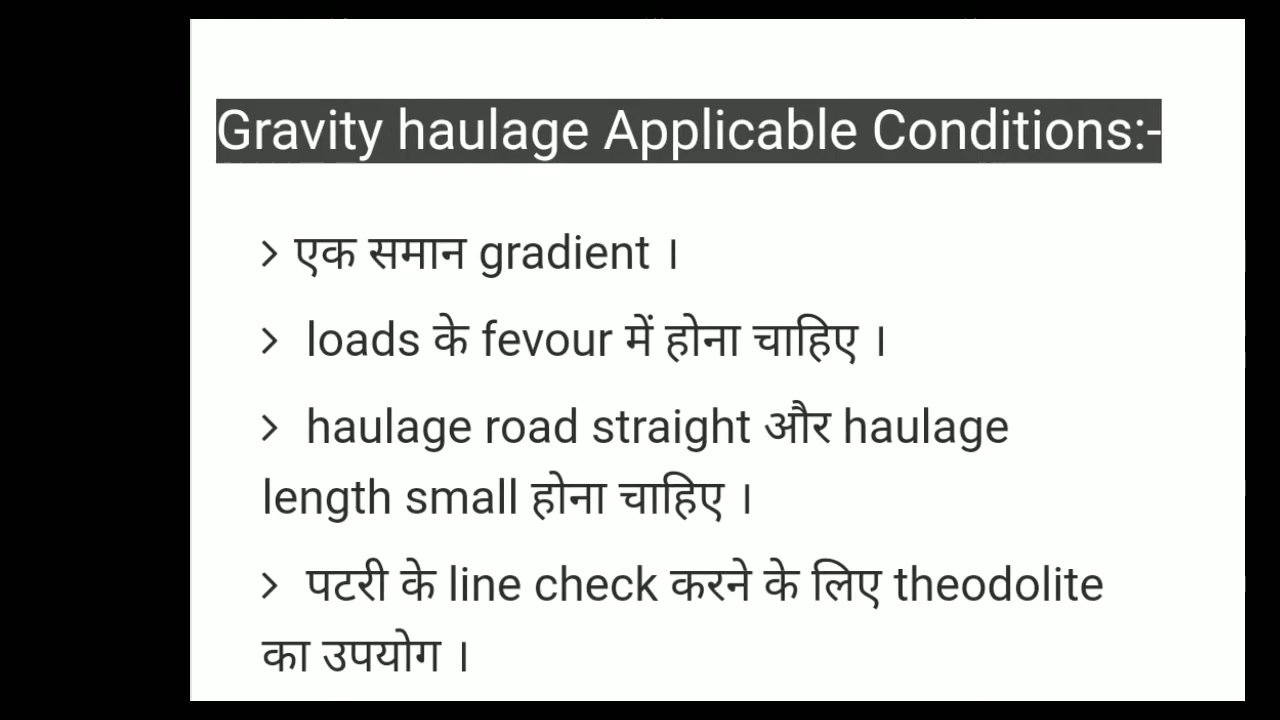 Gravity haulage Applicable Conditions:-
> एक समान gradient ।
> loads के fevour में होना चाहिए ।
> haulage road straight और haulage
length small होना चाहिए ।
> पटरी के line check करने के लिए theodolite
का उपयोग ।